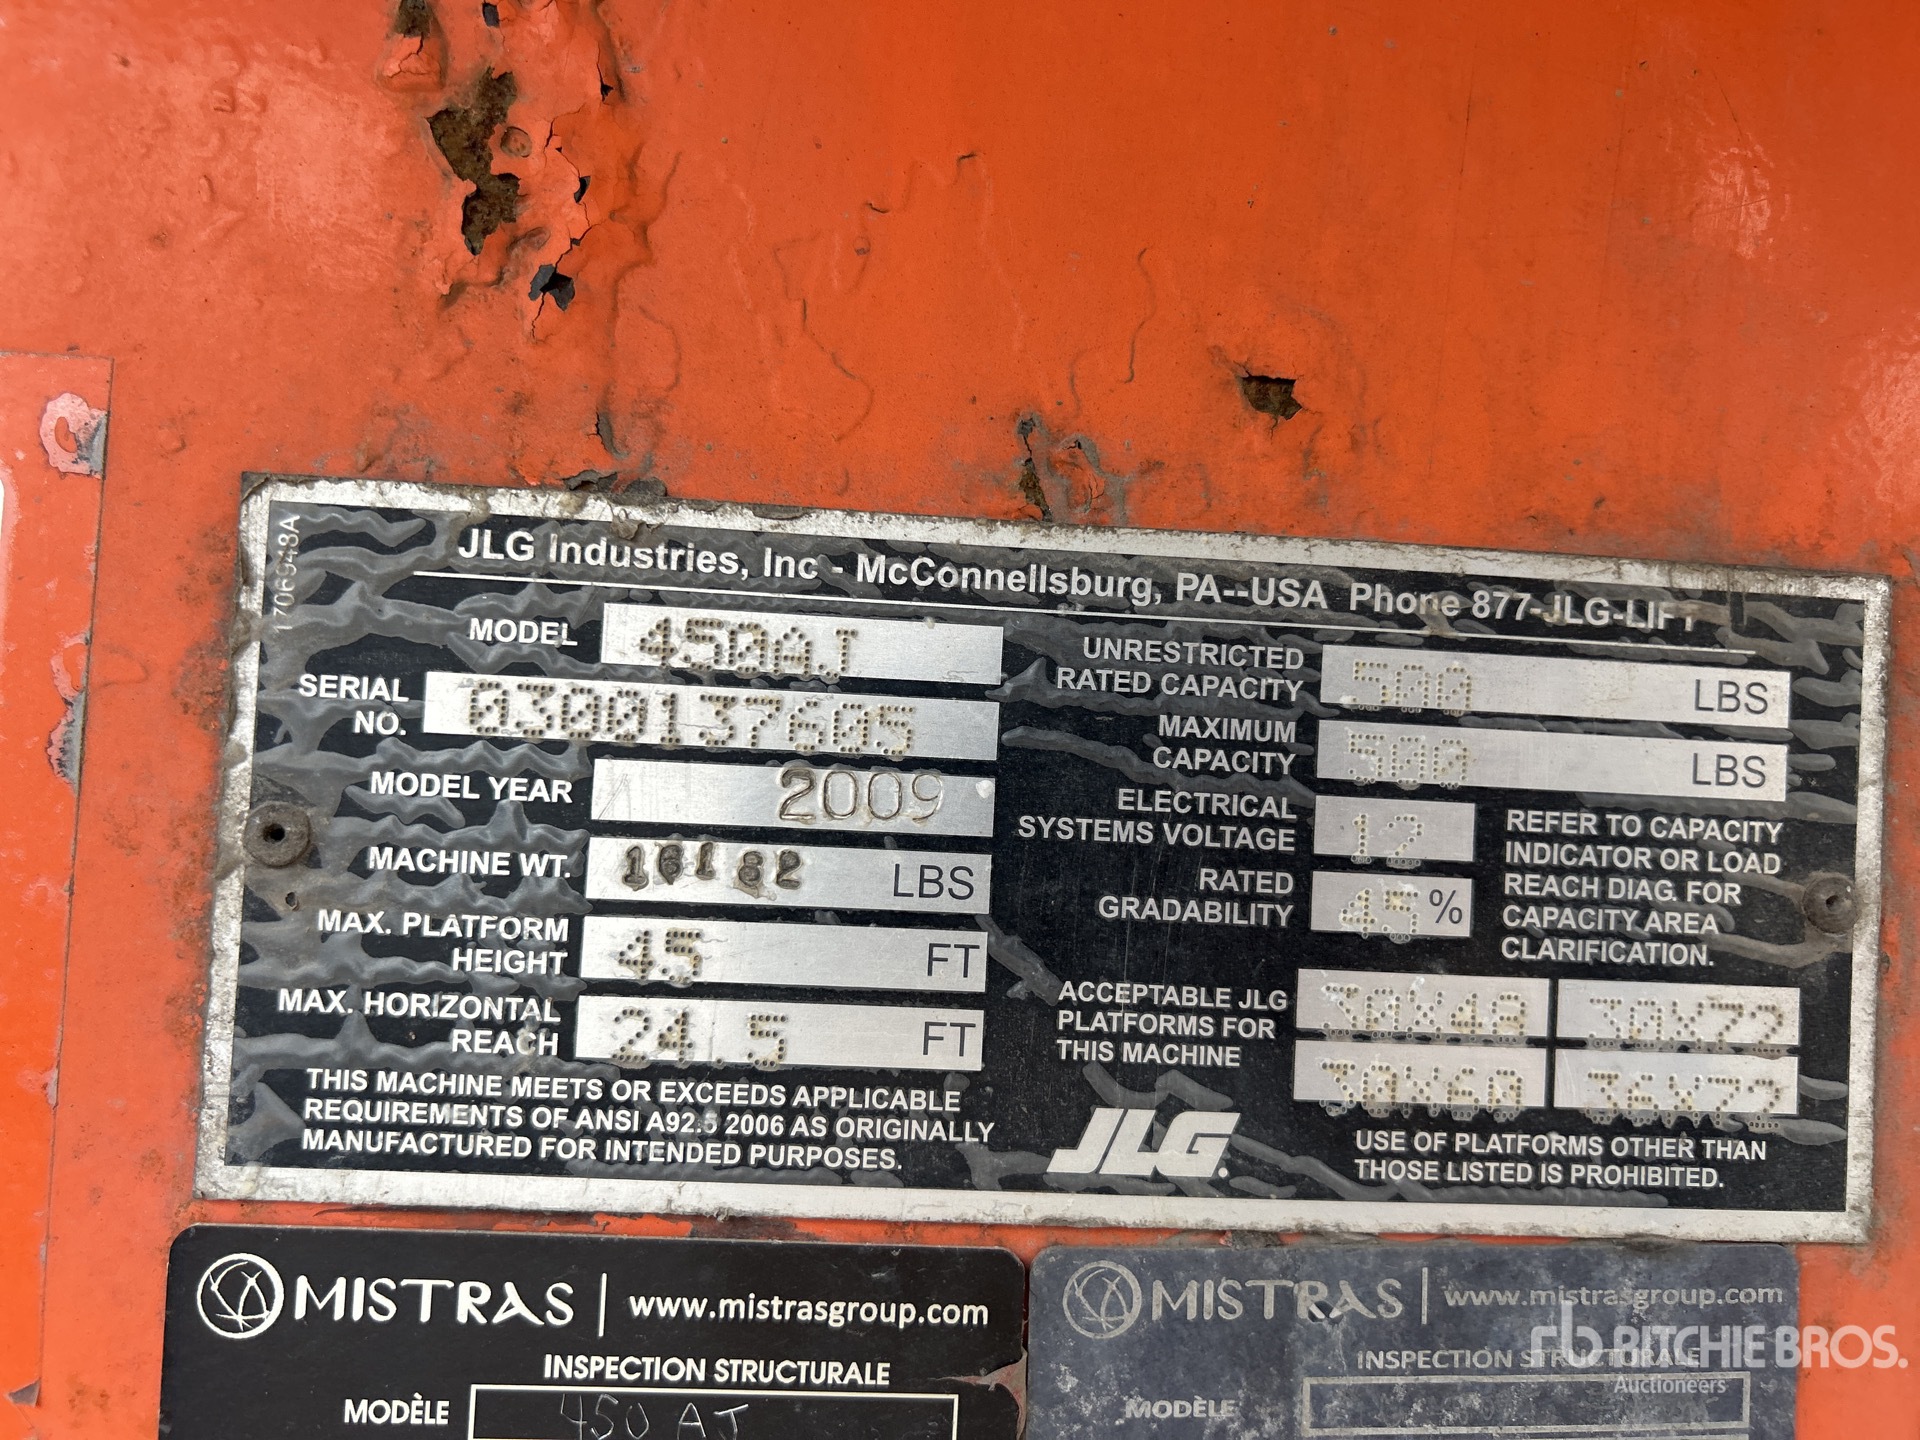 1706948A
JLG Industries, Inc - McConnellsburg, PA--USA Phone 877-JLG-LIFT
MODEL 450AJ
SERIAL NO. 0300137605
MODEL YEAR 2009
MACHINE WT. 16162 LBS
MAX. PLATFORM HEIGHT 45 FT
MAX. HORIZONTAL REACH 24.5 FT
THIS MACHINE MEETS OR EXCEEDS APPLICABLE
REQUIREMENTS OF ANSI A92.5 2006 AS ORIGINALLY
MANUFACTURED FOR INTENDED PURPOSES.
UNRESTRICTED RATED CAPACITY 500 LBS
MAXIMUM CAPACITY 500 LBS
ELECTRICAL SYSTEMS VOLTAGE 12
RATED GRADABILITY 45 %
REFER TO CAPACITY
INDICATOR OR LOAD
REACH DIAG. FOR
CAPACITY AREA
CLARIFICATION.
ACCEPTABLE JLG
PLATFORMS FOR
THIS MACHINE
30X48 30X72
30X60 36X72
JLG®
USE OF PLATFORMS OTHER THAN
THOSE LISTED IS PROHIBITED.
MISTRAS | www.mistrasgroup.com
INSPECTION STRUCTURALE
MODÈLE 450 AJ
MISTRAS | www.mistrasgroup.com
INSPECTION STRUCTURALE
MODÈLE
rb RITCHIE BROS.
Auctioneers